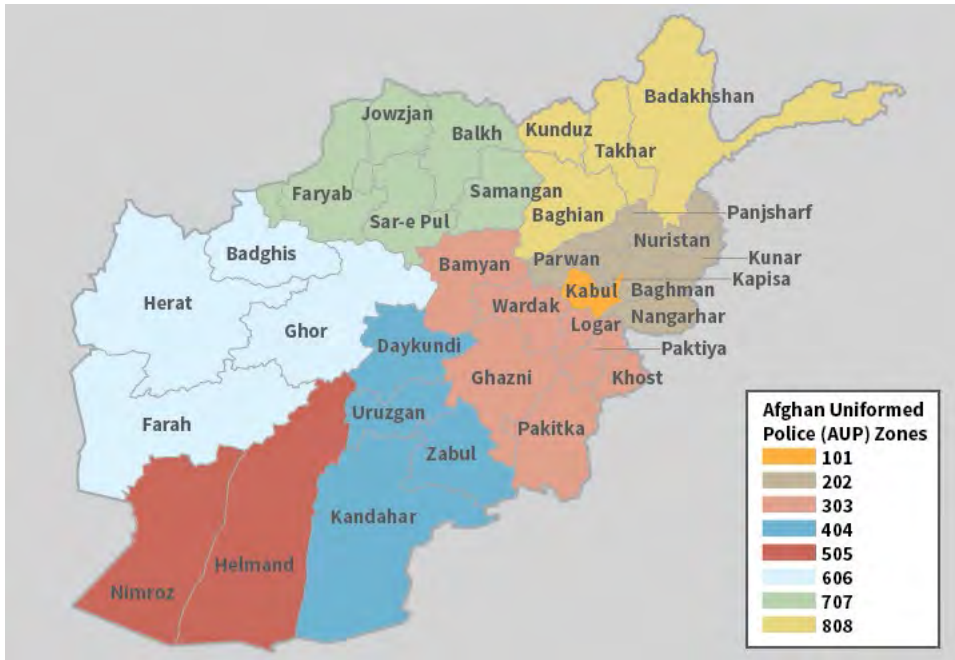 Badakhshan
Jowzjan
Balkh
Kunduz
Takhar
Faryab
Samangan
Sar-e Pul
Baghlan
Panjsharf
Nuristan
Badghis
Bamyan
Parwan
Kunar
Kapisa
Herat
Wardak
Kabul
Baghman
Ghor
Logar
Nangarhar
Daykundi
Paktiya
Ghazni
Khost
Farah
Uruzgan
Pakitka
Zabul
Kandahar
Helmand
Nimroz
Afghan Uniformed
Police (AUP) Zones
101
202
303
404
505
606
707
808